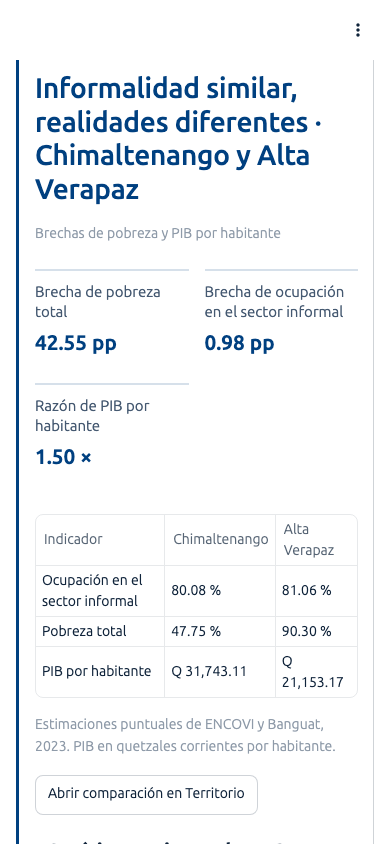 Informalidad similar,
realidades diferentes ·
Chimaltenango y Alta
Verapaz
Brechas de pobreza y PIB por habitante
Brecha de pobreza
total
42.55 pp
Brecha de ocupación
en el sector informal
0.98 pp
Razón de PIB por
habitante
1.50 ×
Indicador
Chimaltenango
Alta
Verapaz
Ocupación en el
sector informal
80.08 %
81.06 %
Pobreza total
47.75 %
90.30 %
PIB por habitante
Q 31,743.11
Q
21,153.17
Estimaciones puntuales de ENCOVI y Banguat,
2023. PIB en quetzales corrientes por habitante.
Abrir comparación en Territorio